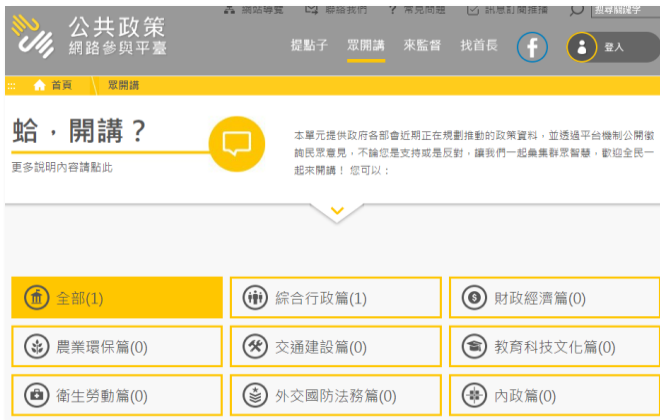 網站導覽 聯絡我們 ? 常見問題 訊息訂閱推播 搜尋關鍵字
公共政策
網路參與平臺
提點子 眾開講 來監督 找首長 f 登入
::: 首頁 眾開講
蛤，開講？
更多說明內容請點此
本單元提供政府各部會近期正在規劃推動的政策資料，並透過平台機制公開徵
詢民眾意見，不論您是支持或是反對，讓我們一起彙集群眾智慧，歡迎全民一
起來開講！ 您可以：
全部(1) 綜合行政篇(1) 財政經濟篇(0)
農業環保篇(0) 交通建設篇(0) 教育科技文化篇(0)
衛生勞動篇(0) 外交國防法務篇(0) 內政篇(0)